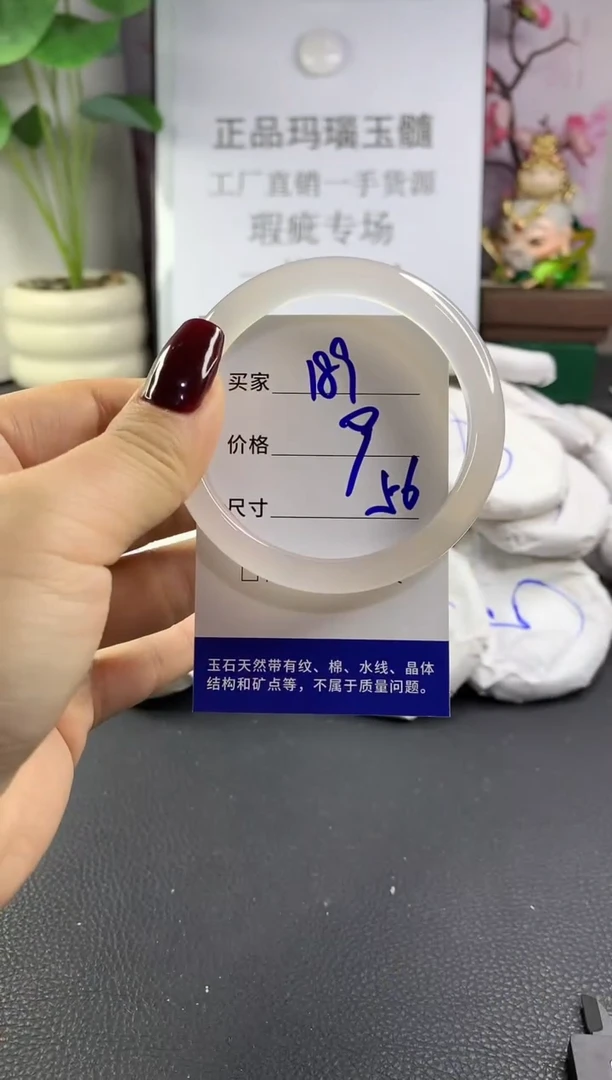 正品玛瑙玉髓
工厂直销一手货源
瑕疵专场
买家 189
价格 9
尺寸 56
玉石天然带有纹、棉、水线、晶体
结构和矿点等，不属于质量问题。